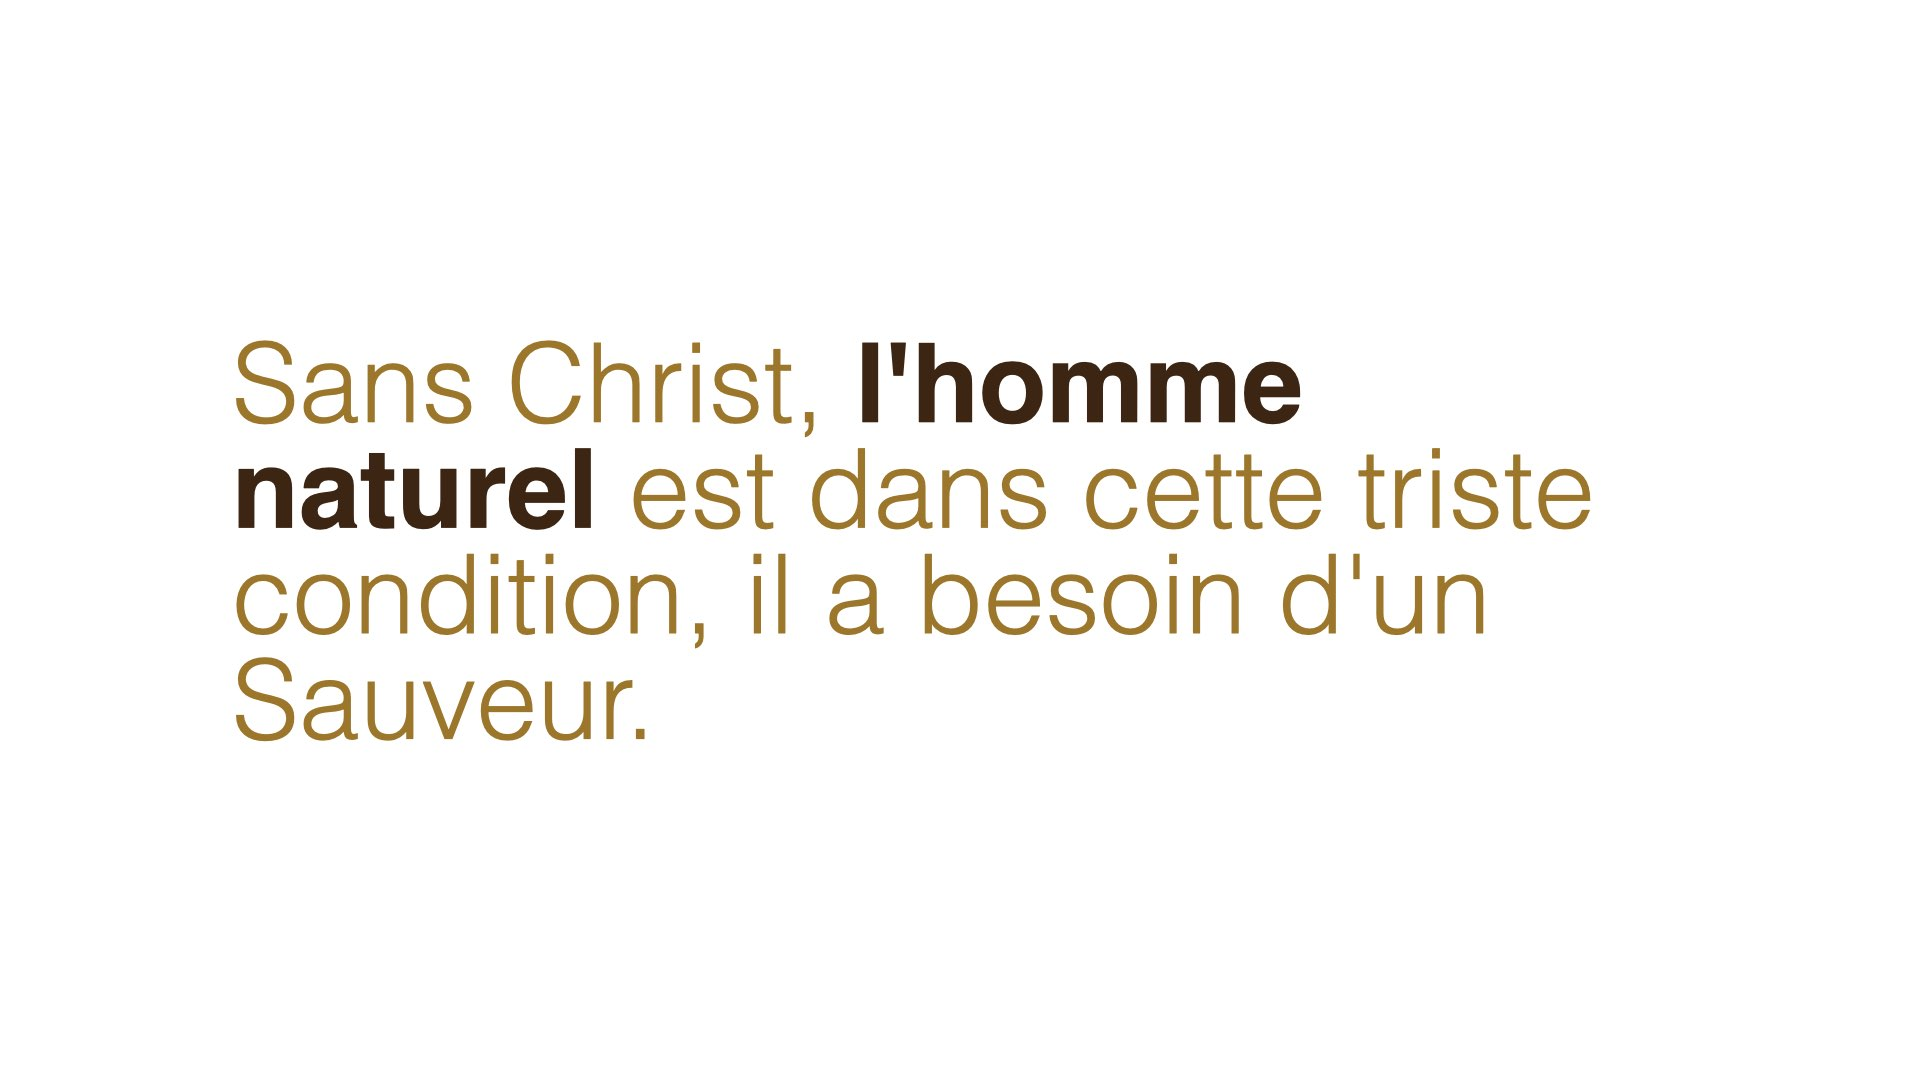 Sans Christ, l'homme
naturel est dans cette triste
condition, il a besoin d'un
Sauveur.